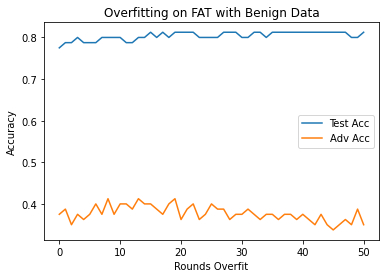 Overfitting on FAT with Benign Data
Accuracy
0.8
0.7
0.6
0.5
0.4
Test Acc
Adv Acc
0
10
20
30
40
50
Rounds Overfit